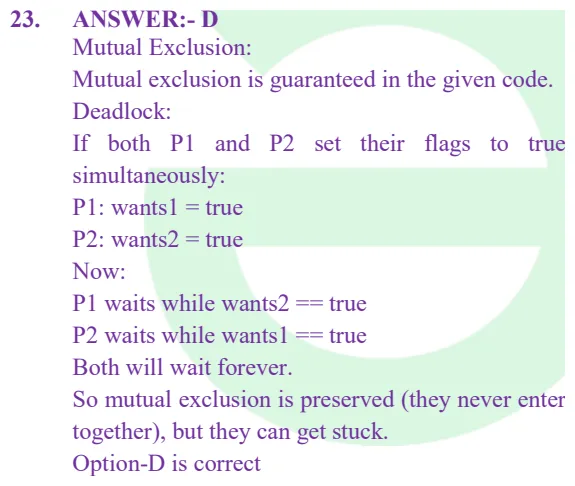 23. ANSWER:- D
Mutual Exclusion:
Mutual exclusion is guaranteed in the given code.
Deadlock:
If both P1 and P2 set their flags to true
simultaneously:
P1: wants1 = true
P2: wants2 = true
Now:
P1 waits while wants2 == true
P2 waits while wants1 == true
Both will wait forever.
So mutual exclusion is preserved (they never enter
together), but they can get stuck.
Option-D is correct